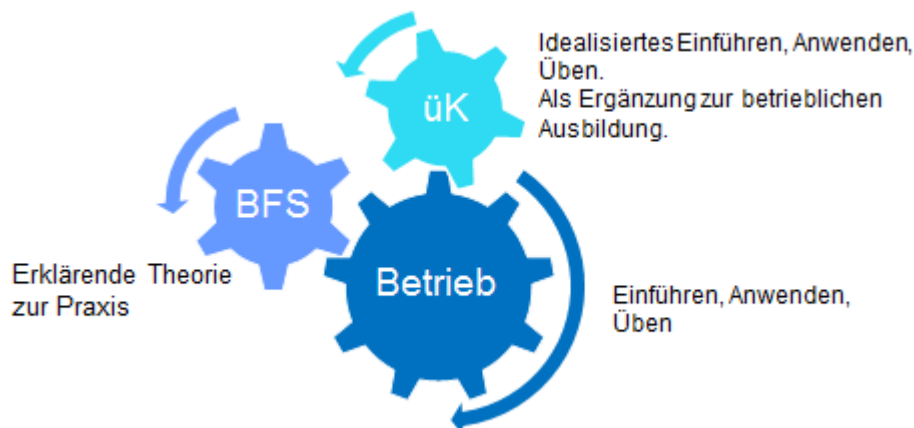 Idealisiertes Einführen, Anwenden,
Üben.
Als Ergänzung zur betrieblichen
Ausbildung.
üK
BFS
Erklärende Theorie
zur Praxis
Betrieb
Einführen, Anwenden,
Üben